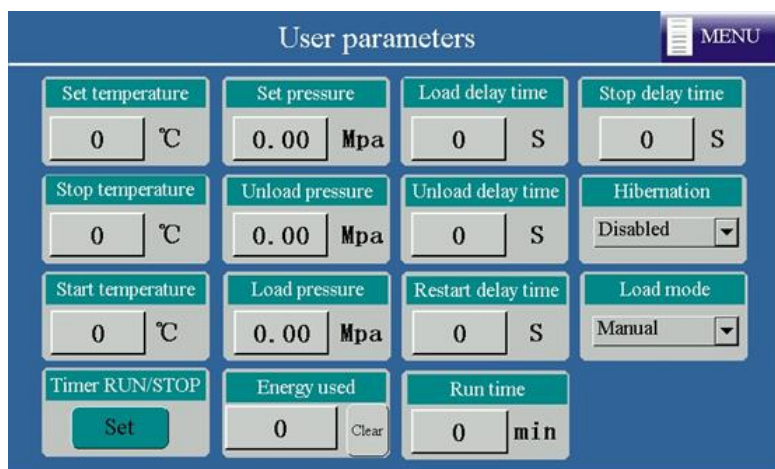 User parameters
MENU
Set temperature
Set pressure
Load delay time
Stop delay time
0 ℃
0.00 Mpa
0 S
0 S
Stop temperature
Unload pressure
Unload delay time
Hibernation
0 ℃
0.00 Mpa
0 S
Disabled
Start temperature
Load pressure
Restart delay time
Load mode
0 ℃
0.00 Mpa
0 S
Manual
Timer RUN/STOP
Energy used
Run time
Set
0 Clear
0 min